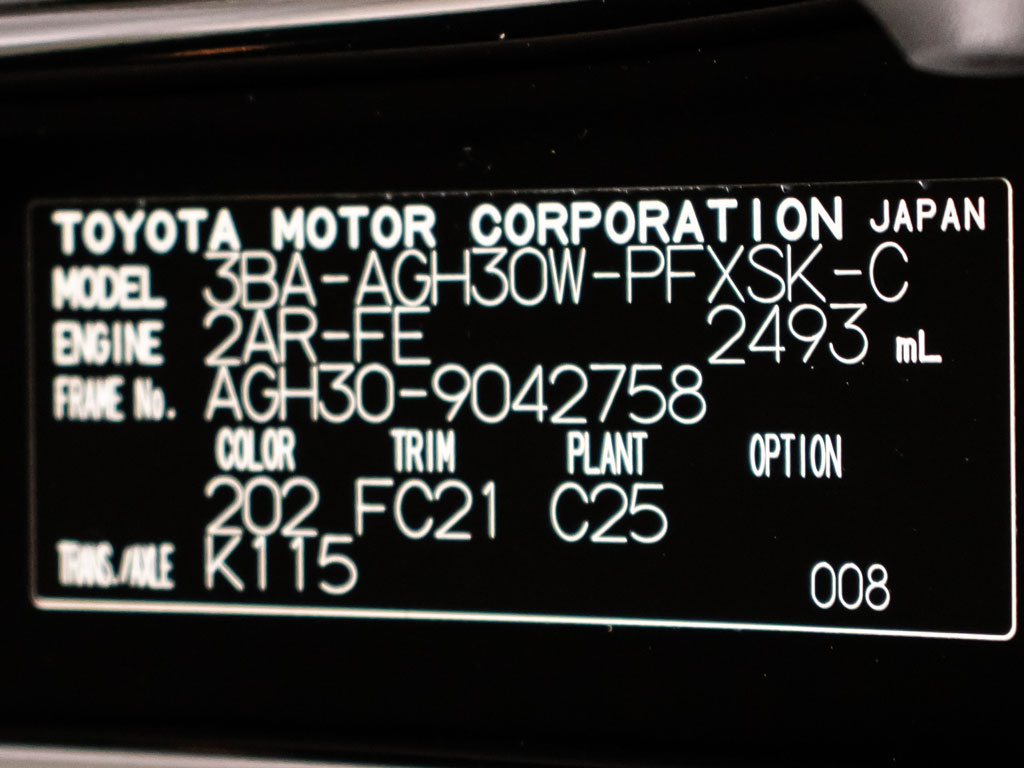 TOYOTA MOTOR CORPORATION JAPAN
MODEL 3BA-AGH30W-PFXSK-C
ENGINE 2AR-FE 2493 mL
FRAME No. AGH30-9042758
COLOR TRIM PLANT OPTION
202 FC21 C25
TRANS./AXLE K115
008